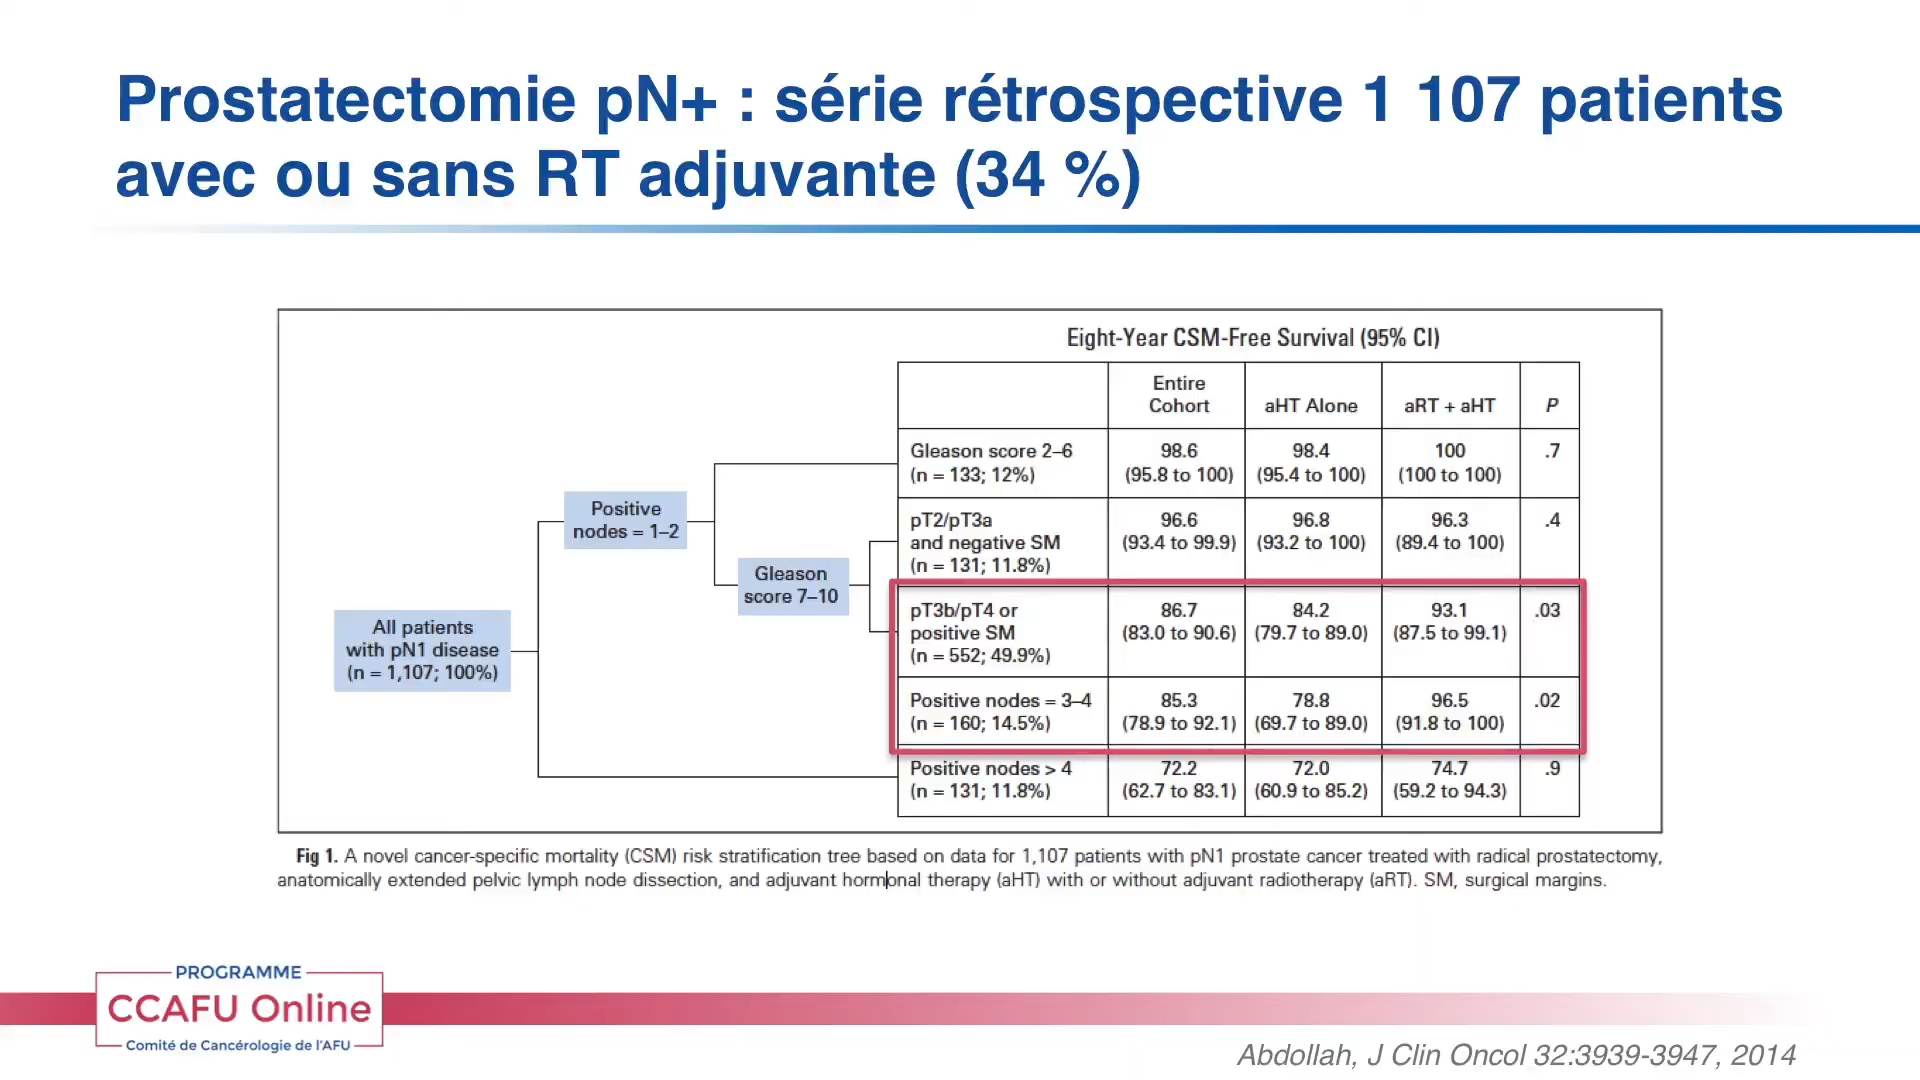 Prostatectomie pN+ : série rétrospective 1 107 patients
avec ou sans RT adjuvante (34 %)
Eight-Year CSM-Free Survival (95% CI)
Entire
Cohort
aHT Alone
aRT + aHT
P
All patients
with pN1 disease
(n = 1,107; 100%)
Positive
nodes = 1–2
Gleason
score 7–10
Gleason score 2–6
(n = 133; 12%)
98.6
(95.8 to 100)
98.4
(95.4 to 100)
100
(100 to 100)
.7
pT2/pT3a
and negative SM
(n = 131; 11.8%)
96.6
(93.4 to 99.9)
96.8
(93.2 to 100)
96.3
(89.4 to 100)
.4
pT3b/pT4 or
positive SM
(n = 552; 49.9%)
86.7
(83.0 to 90.6)
84.2
(79.7 to 89.0)
93.1
(87.5 to 99.1)
.03
Positive nodes = 3–4
(n = 160; 14.5%)
85.3
(78.9 to 92.1)
78.8
(69.7 to 89.0)
96.5
(91.8 to 100)
.02
Positive nodes > 4
(n = 131; 11.8%)
72.2
(62.7 to 83.1)
72.0
(60.9 to 85.2)
74.7
(59.2 to 94.3)
.9
Fig 1. A novel cancer-specific mortality (CSM) risk stratification tree based on data for 1,107 patients with pN1 prostate cancer treated with radical prostatectomy,
anatomically extended pelvic lymph node dissection, and adjuvant hormonal therapy (aHT) with or without adjuvant radiotherapy (aRT). SM, surgical margins.
PROGRAMME
CCAFU Online
Comité de Cancérologie de l'AFU
Abdollah, J Clin Oncol 32:3939-3947, 2014